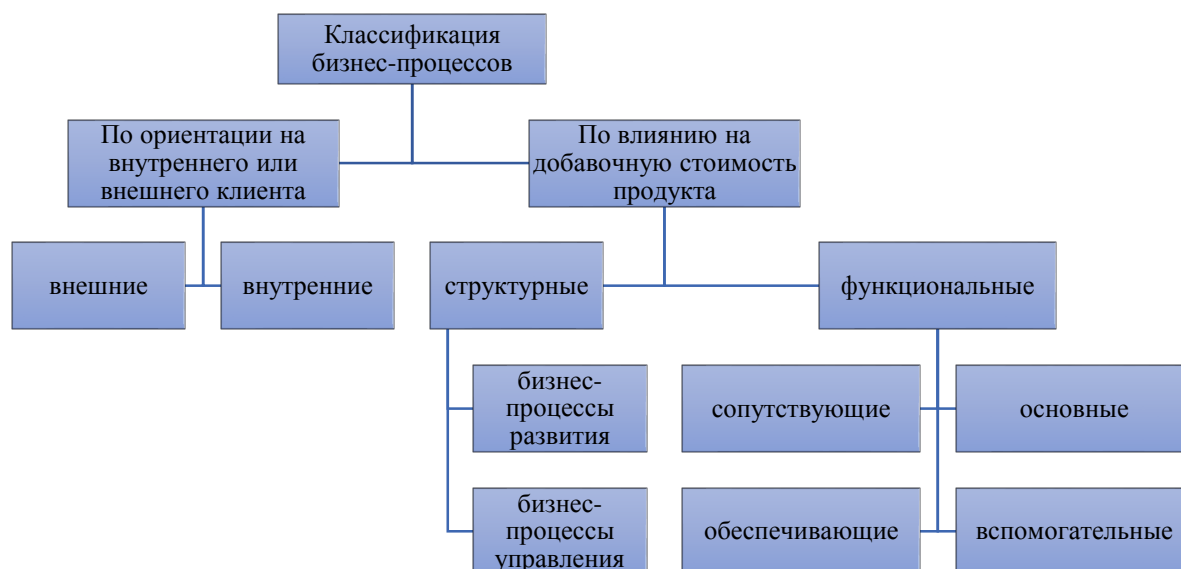 Классификация
бизнес-процессов
По ориентации на
внутреннего или
внешнего клиента
По влиянию на
добавочную стоимость
продукта
внешние
внутренние
структурные
функциональные
бизнес-
процессы
развития
сопутствующие
основные
бизнес-
процессы
управления
обеспечивающие
вспомогательные